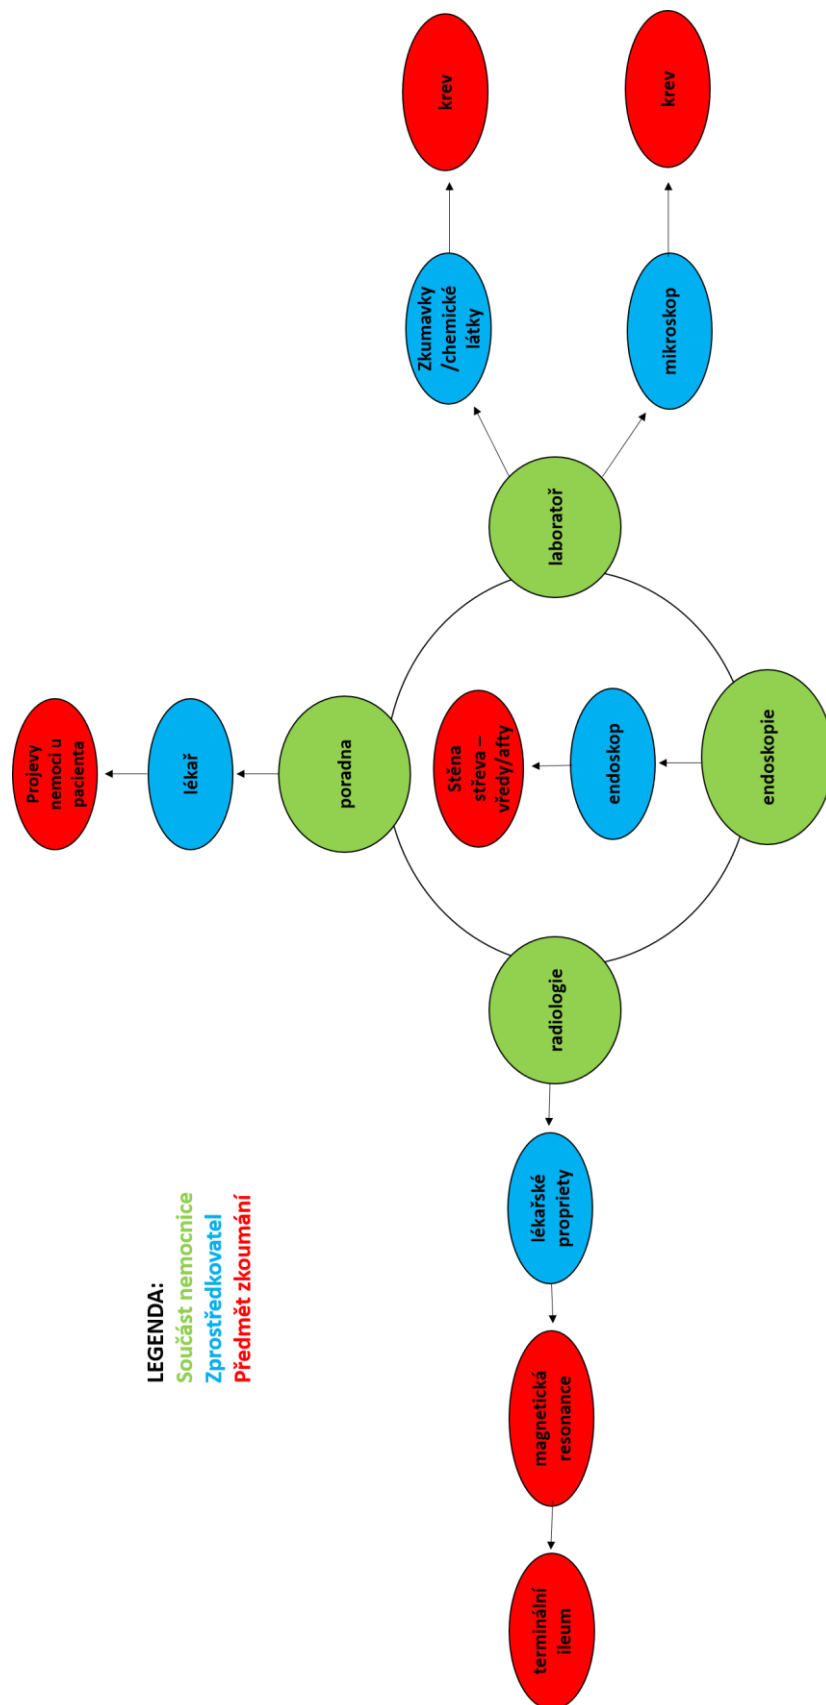 LEGENDA:
Součást nemocnice
Zprostředkovatel
Předmět zkoumání
terminální
ileum
magnetická
resonance
lékařské
propriety
radiologie
Projevy
nemoci u
pacienta
lékař
poradna
Stěna
střeva –
vředy/afty
endoskop
endoskopie
laboratoř
Zkumavky
/chemické
látky
krev
mikroskop
krev